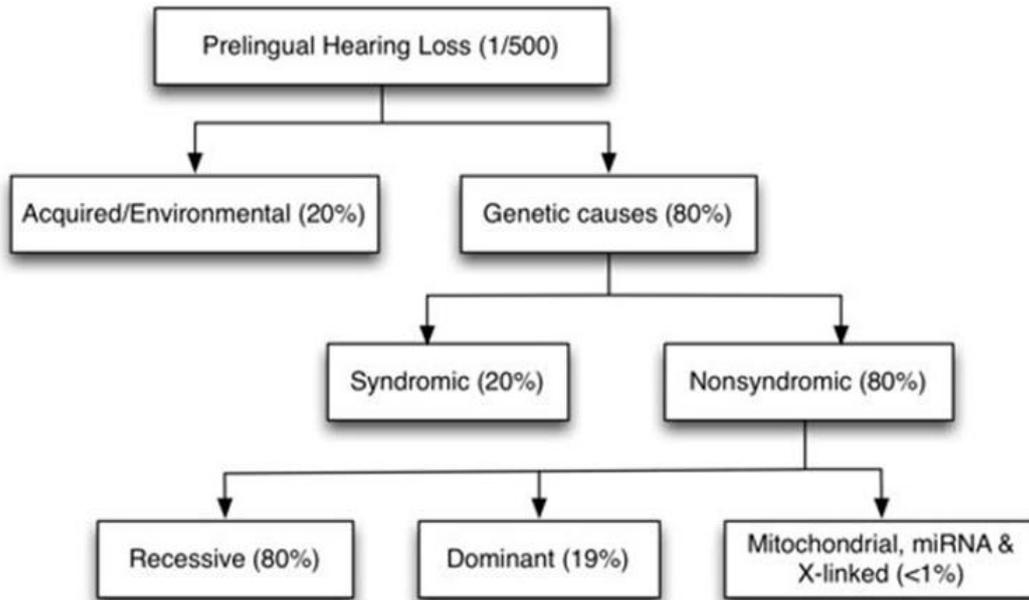 Prelingual Hearing Loss (1/500)
Acquired/Environmental (20%)
Genetic causes (80%)
Syndromic (20%)
Nonsyndromic (80%)
Recessive (80%)
Dominant (19%)
Mitochondrial, miRNA &
X-linked (<1%)